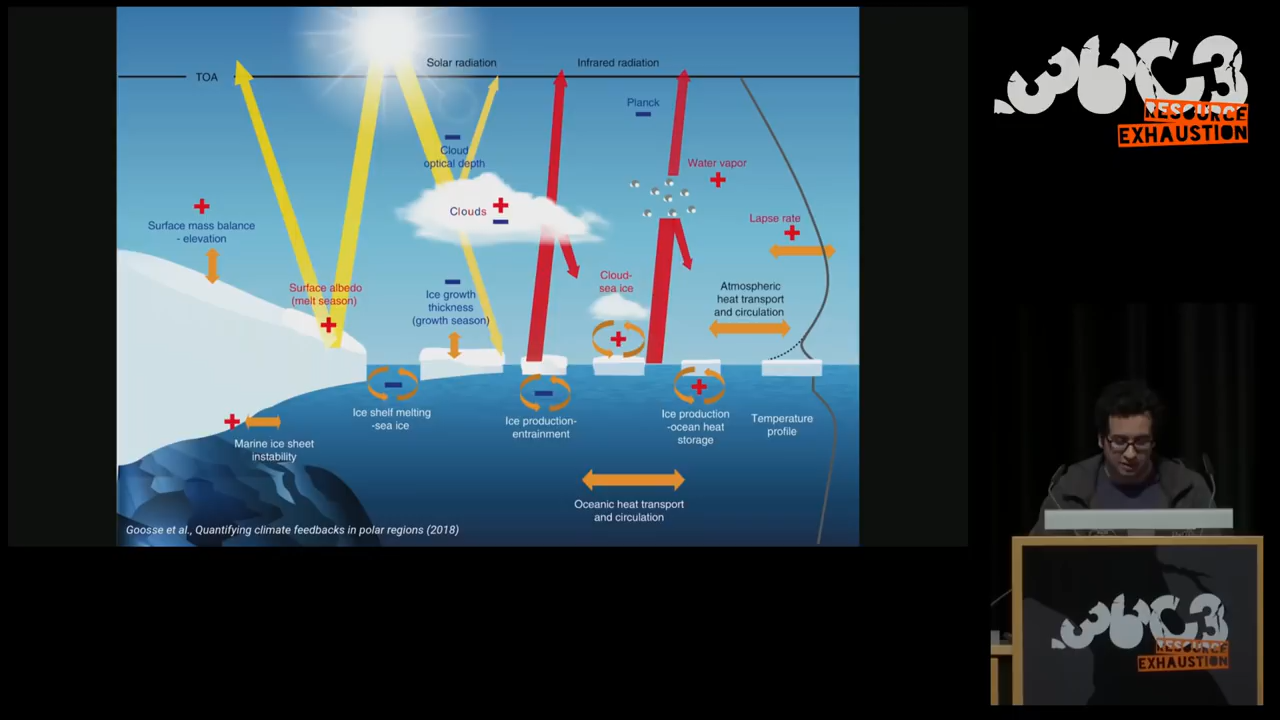 Solar radiation
Infrared radiation
TOA
Planck
Cloud
optical depth
Water vapor
Clouds
Surface mass balance
- elevation
Lapse rate
Surface albedo
(melt season)
Ice growth
thickness
(growth season)
Cloud-
sea ice
Atmospheric
heat transport
and circulation
Ice shelf melting
-sea ice
Ice production-
entrainment
Ice production
-ocean heat
storage
Temperature
profile
Marine ice sheet
instability
Oceanic heat transport
and circulation
Goosse et al., Quantifying climate feedbacks in polar regions (2018)
36C3
RESOURCE
EXHAUSTION
36C3
RESOURCE
EXHAUSTION